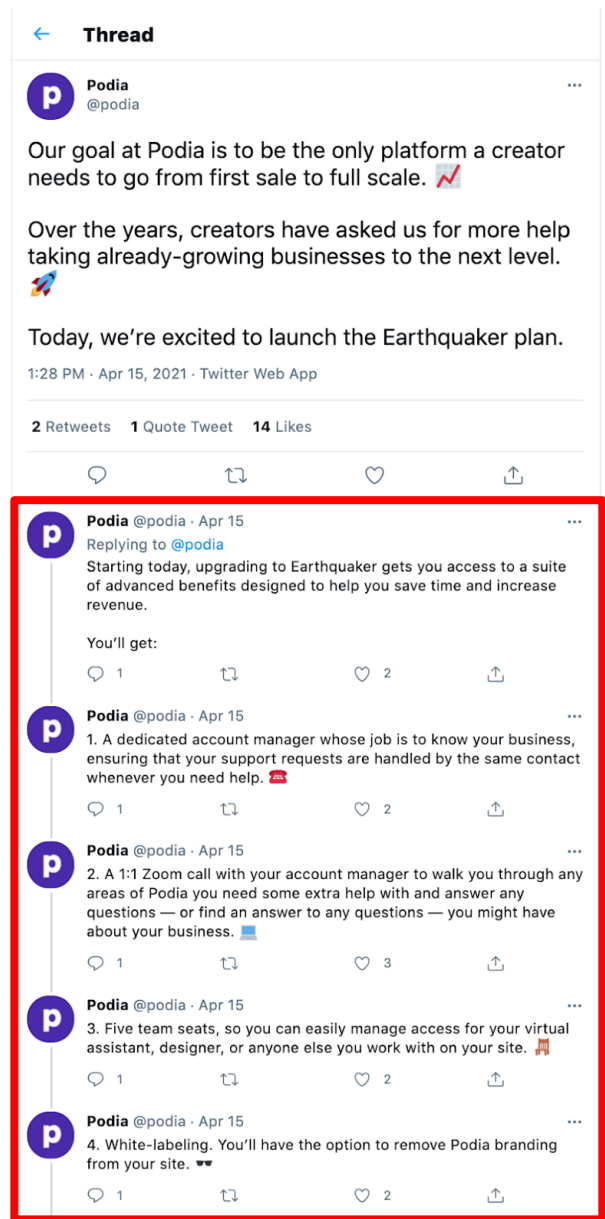 Thread
Podia
@podia
Our goal at Podia is to be the only platform a creator
needs to go from first sale to full scale. 📈
Over the years, creators have asked us for more help
taking already-growing businesses to the next level.
🚀
Today, we’re excited to launch the Earthquaker plan.
1:28 PM · Apr 15, 2021 · Twitter Web App
2 Retweets 1 Quote Tweet 14 Likes
Podia @podia · Apr 15
Replying to @podia
Starting today, upgrading to Earthquaker gets you access to a suite
of advanced benefits designed to help you save time and increase
revenue.
You’ll get:
1 2
Podia @podia · Apr 15
1. A dedicated account manager whose job is to know your business,
ensuring that your support requests are handled by the same contact
whenever you need help. ☎️
1 2
Podia @podia · Apr 15
2. A 1:1 Zoom call with your account manager to walk you through any
areas of Podia you need some extra help with and answer any
questions — or find an answer to any questions — you might have
about your business. 💻
1 3
Podia @podia · Apr 15
3. Five team seats, so you can easily manage access for your virtual
assistant, designer, or anyone else you work with on your site. 🪑
1 2
Podia @podia · Apr 15
4. White-labeling. You’ll have the option to remove Podia branding
from your site. 🕶️
1 2